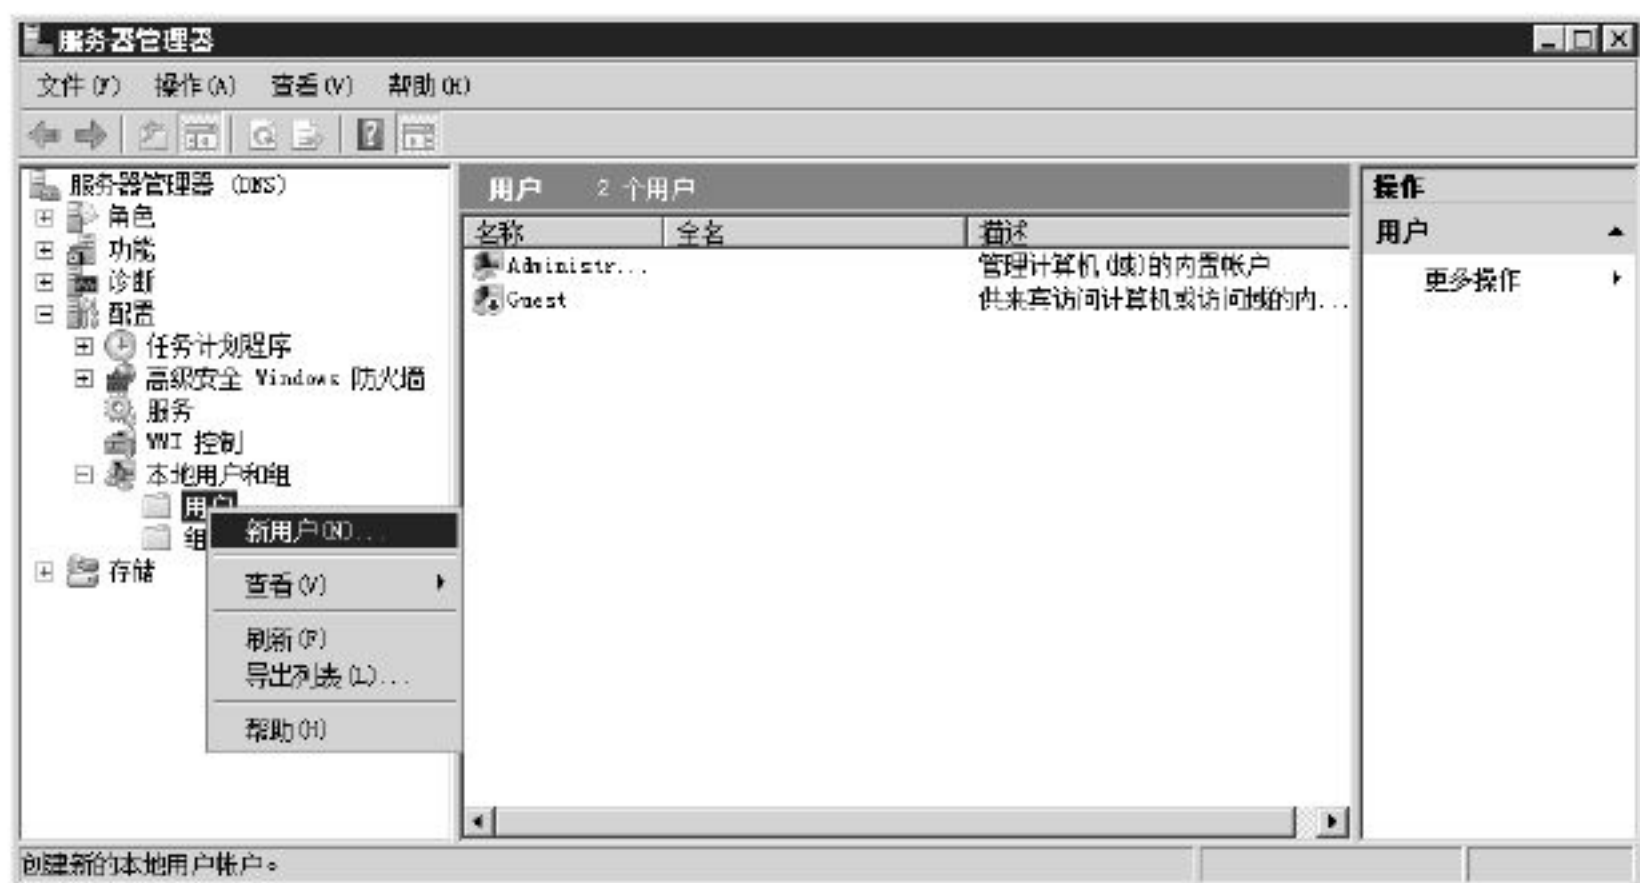 服务器管理器
文件(F) 操作(A) 查看(V) 帮助(H)
服务器管理器 (DNS)
角色
功能
诊断
配置
任务计划程序
高级安全 Windows 防火墙
服务
WMI 控制
本地用户和组
用户
组
存储
新用户(N)...
查看(V)
刷新(F)
导出列表(L)...
帮助(H)
用户 2 个用户
名称 全名 描述
Administr... 管理计算机(域)的内置帐户
Guest 供来宾访问计算机或访问域的内...
操作
用户
更多操作
创建新的本地用户帐户。